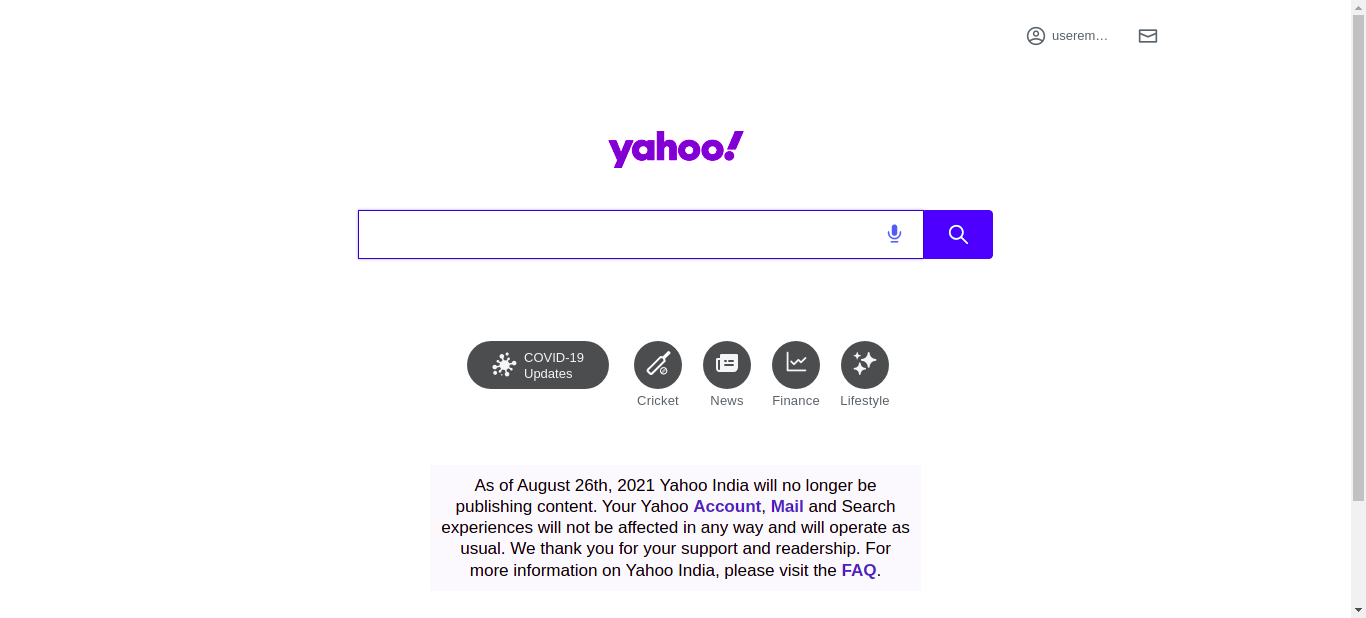 userem…
yahoo!
COVID-19
Updates
Cricket
News
Finance
Lifestyle
As of August 26th, 2021 Yahoo India will no longer be
publishing content. Your Yahoo Account, Mail and Search
experiences will not be affected in any way and will operate as
usual. We thank you for your support and readership. For
more information on Yahoo India, please visit the FAQ.